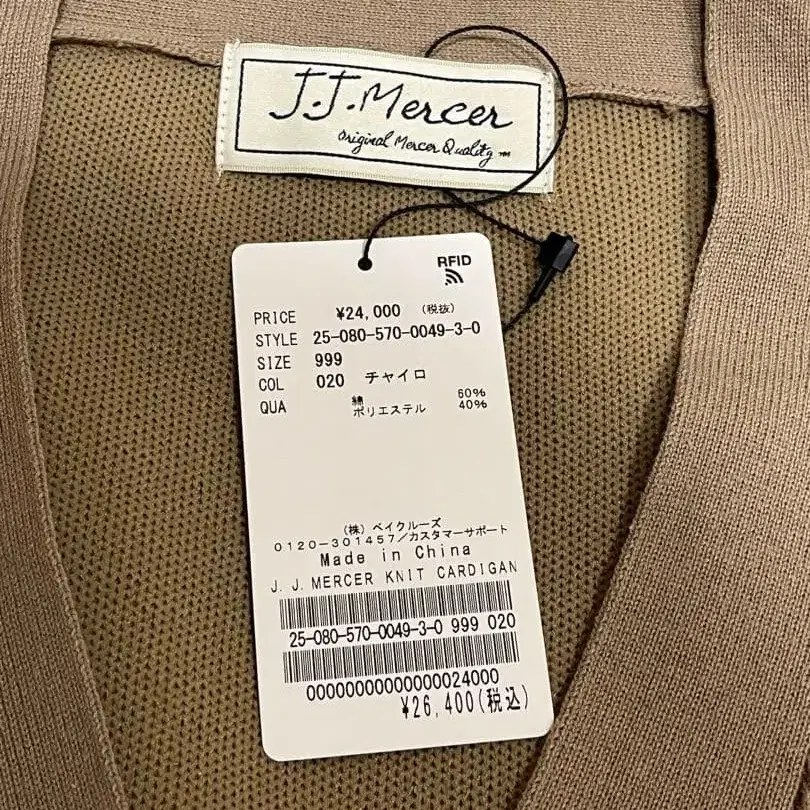 J.J.Mercer
Original Mercer Quality ™
RFID
PRICE ¥24,000 (税抜)
STYLE 25-080-570-0049-3-0
SIZE 999
COL 020 チャイロ
QUA 綿 60%
ポリエステル 40%
(株) ベイクルーズ
0120-301457/カスタマーサポート
Made in China
J.J.MERCER KNIT CARDIGAN
25-080-570-0049-3-0 999 020
00000000000000024000
¥26,400(税込)